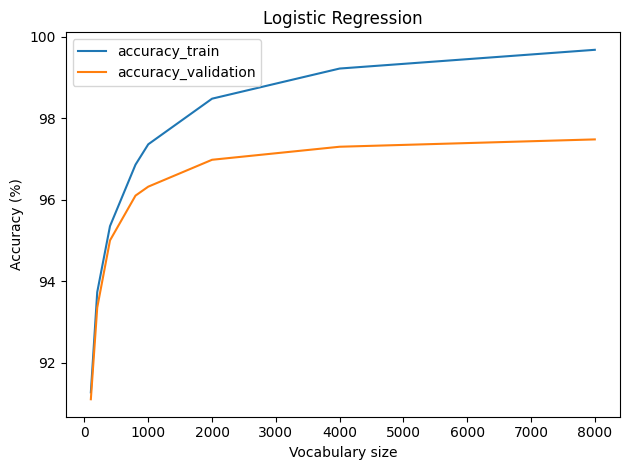 Logistic Regression
accuracy_train
accuracy_validation
Accuracy (%)
100
98
96
94
92
0 1000 2000 3000 4000 5000 6000 7000 8000
Vocabulary size